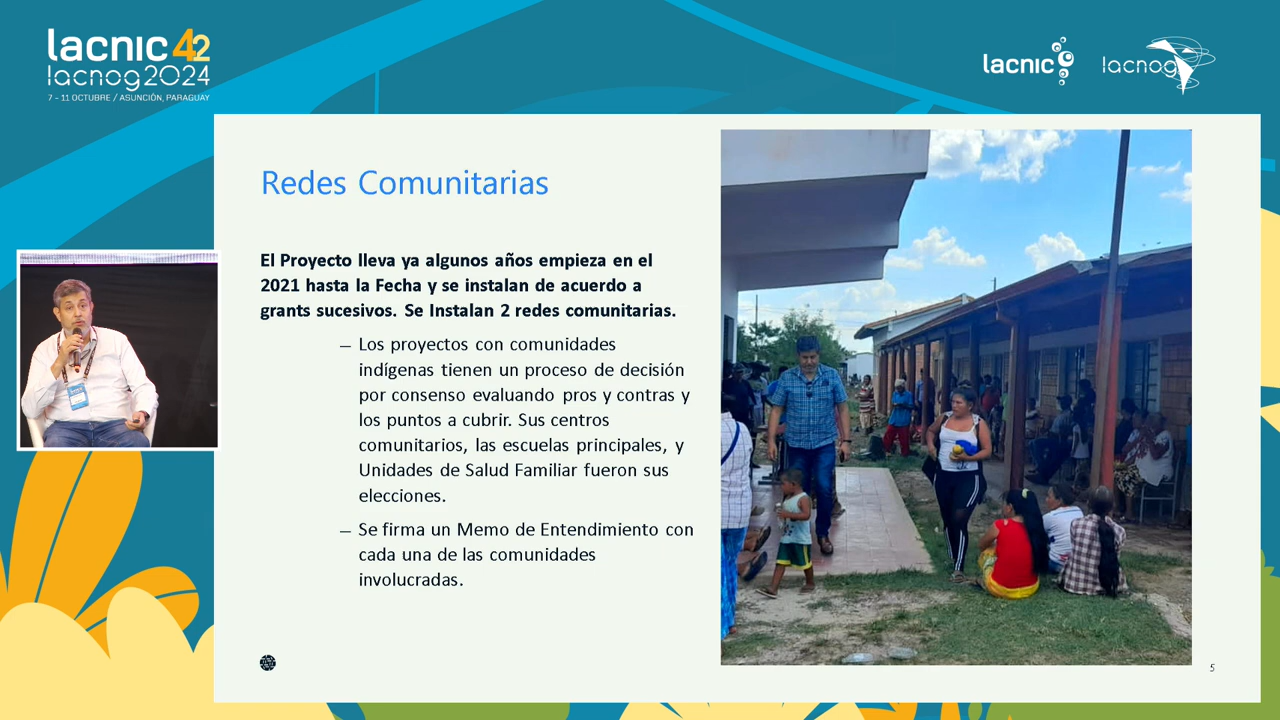 lacnic 42
lacnog2024
7 - 11 OCTUBRE / ASUNCIÓN, PARAGUAY
lacnic
lacnog
Redes Comunitarias
El Proyecto lleva ya algunos años empieza en el
2021 hasta la Fecha y se instalan de acuerdo a
grants sucesivos. Se Instalan 2 redes comunitarias.
– Los proyectos con comunidades
indígenas tienen un proceso de decisión
por consenso evaluando pros y contras y
los puntos a cubrir. Sus centros
comunitarios, las escuelas principales, y
Unidades de Salud Familiar fueron sus
elecciones.
– Se firma un Memo de Entendimiento con
cada una de las comunidades
involucradas.
5